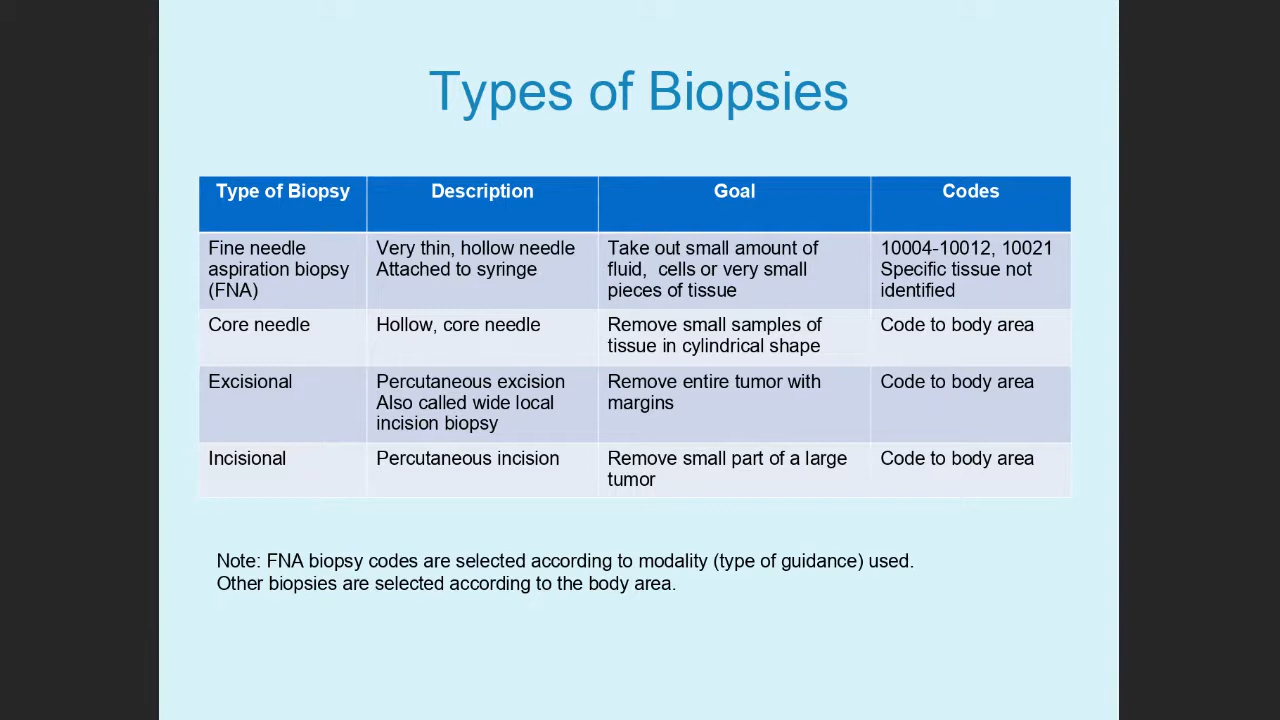 Types of Biopsies
Type of Biopsy Description Goal Codes
Fine needle Very thin, hollow needle Take out small amount of 10004-10012, 10021
aspiration biopsy Attached to syringe fluid, cells or very small Specific tissue not
(FNA) pieces of tissue identified
Core needle Hollow, core needle Remove small samples of Code to body area
tissue in cylindrical shape
Excisional Percutaneous excision Remove entire tumor with Code to body area
Also called wide local margins
incision biopsy
Incisional Percutaneous incision Remove small part of a large Code to body area
tumor
Note: FNA biopsy codes are selected according to modality (type of guidance) used.
Other biopsies are selected according to the body area.